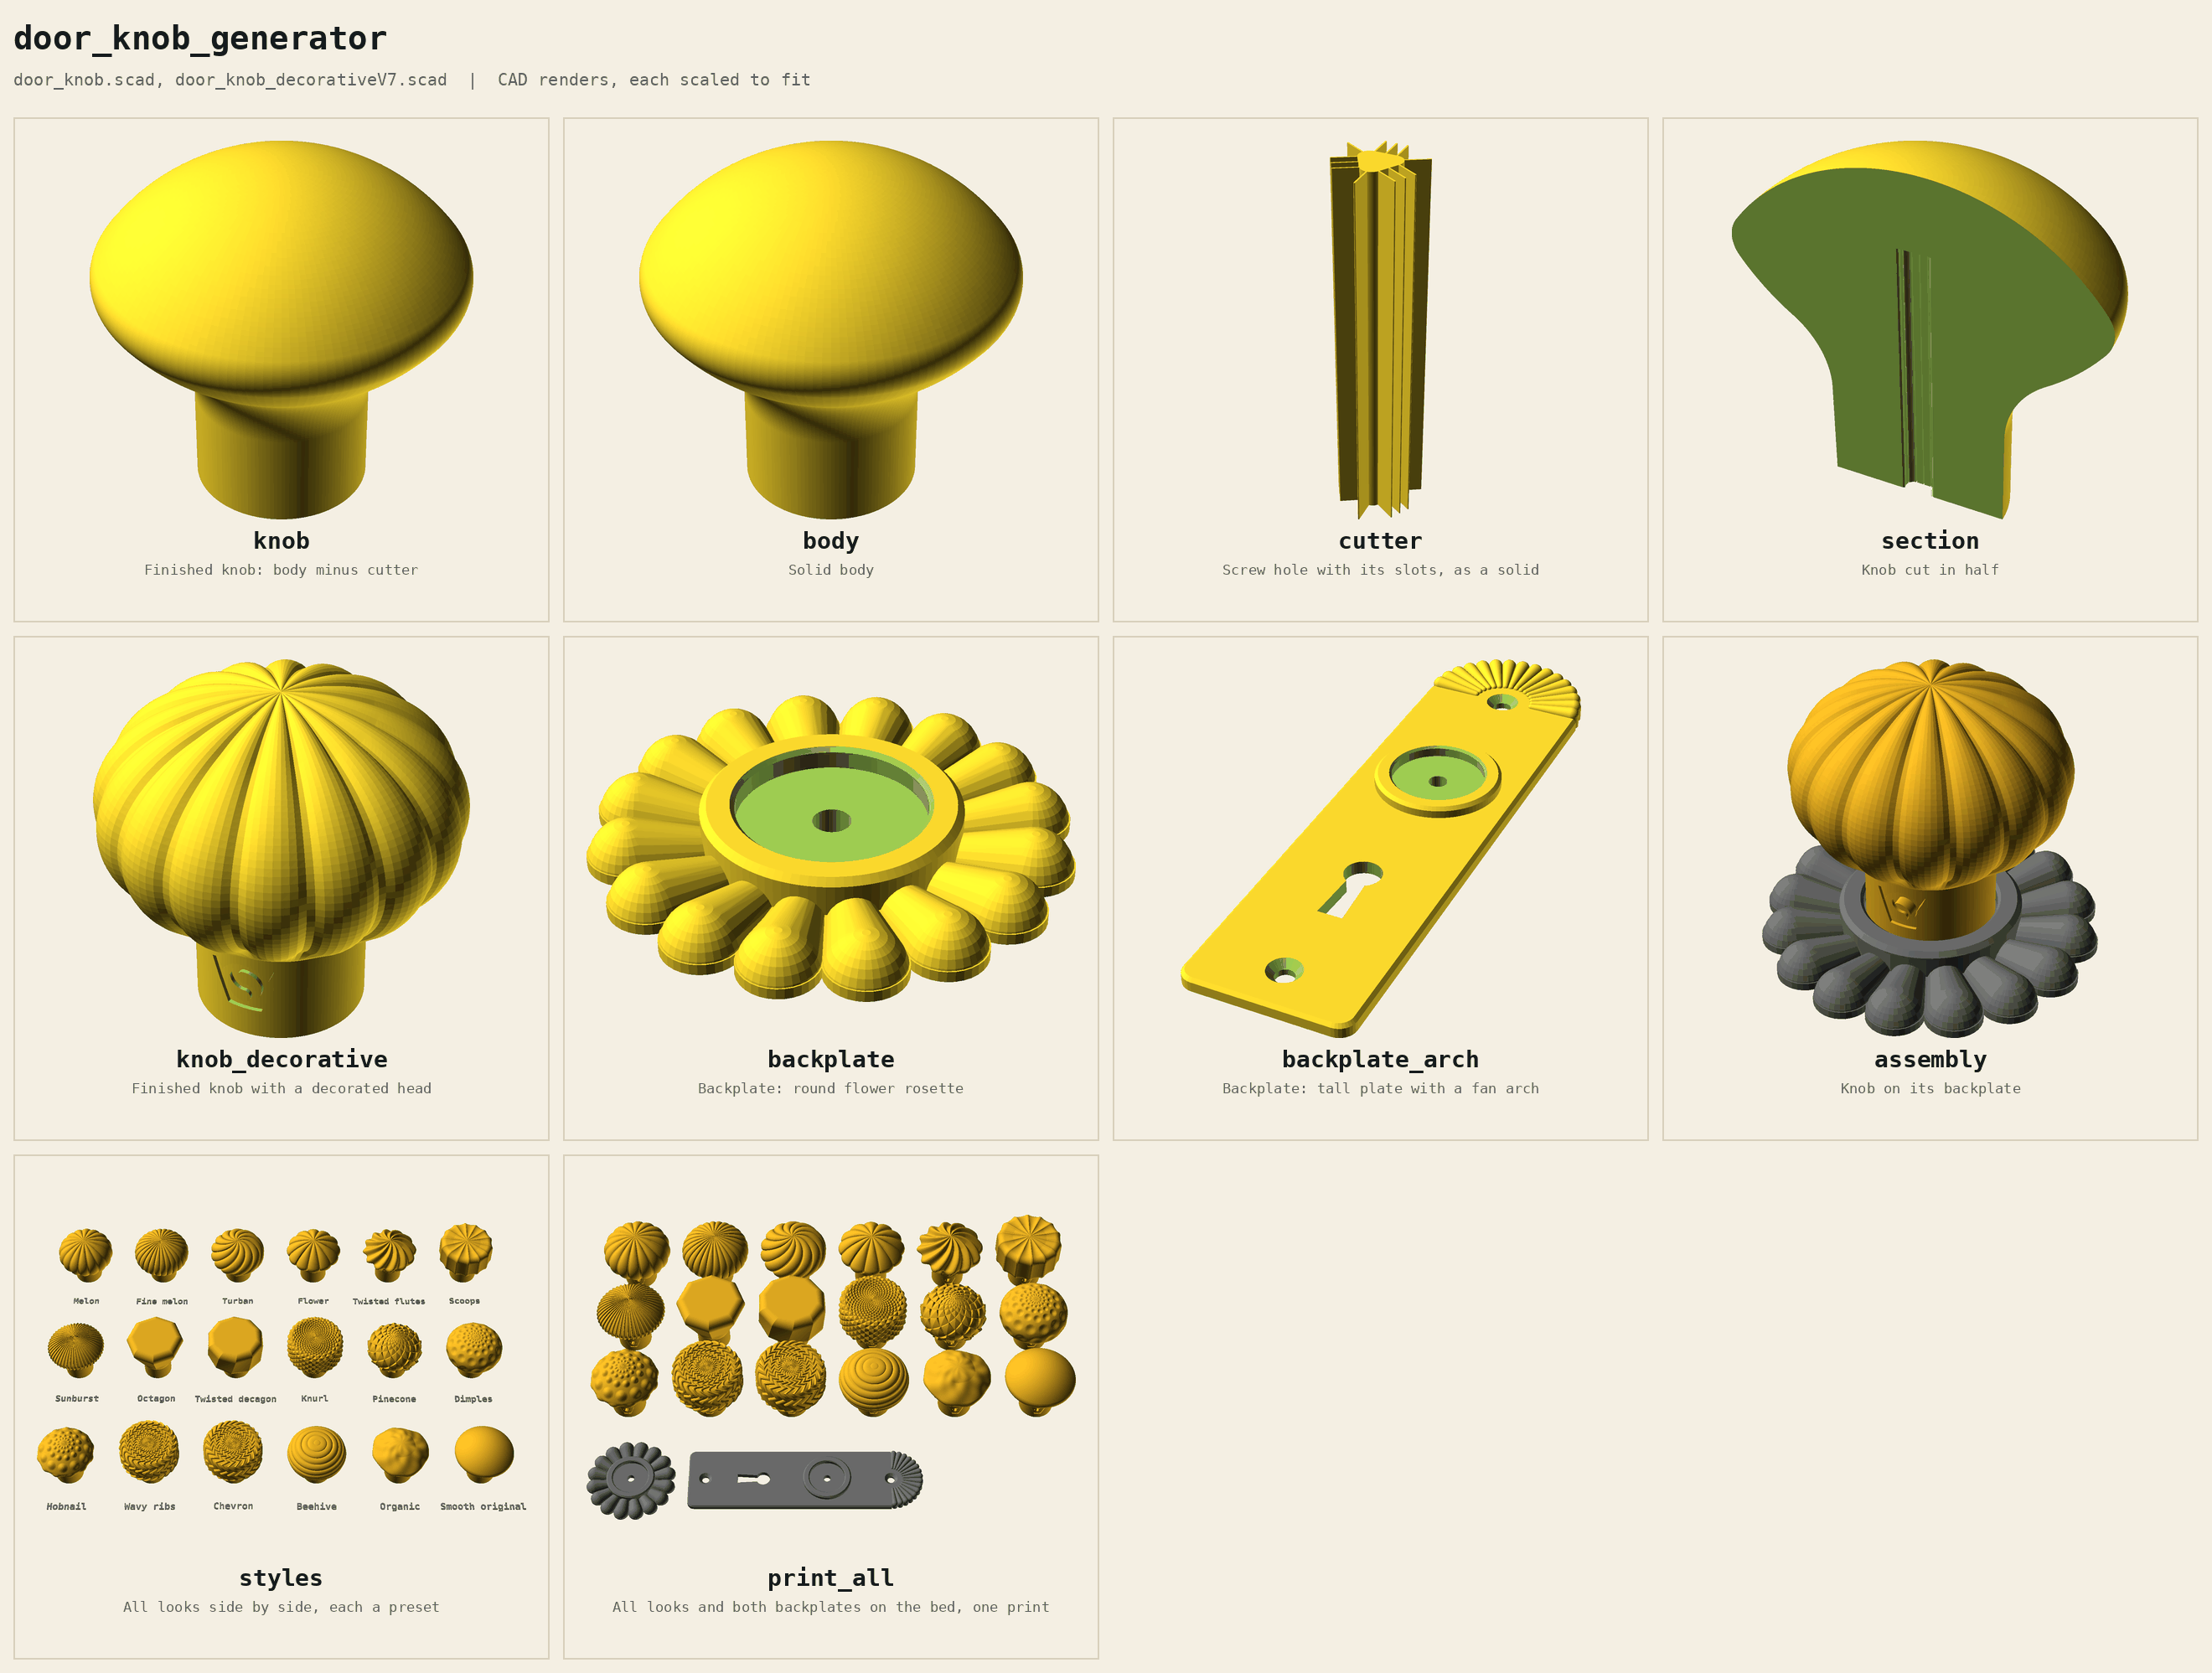 door_knob_generator
door_knob.scad, door_knob_decorativeV7.scad | CAD renders, each scaled to fit
knob
Finished knob: body minus cutter
body
Solid body
cutter
Screw hole with its slots, as a solid
section
Knob cut in half
knob_decorative
Finished knob with a decorated head
backplate
Backplate: round flower rosette
backplate_arch
Backplate: tall plate with a fan arch
assembly
Knob on its backplate
Melon Fine melon Turban Flower Twisted flutes Scoops
Sunburst Octagon Twisted decagon Knurl Pinecone Dimples
Hobnail Wavy ribs Chevron Beehive Organic Smooth original
styles
All looks side by side, each a preset
print_all
All looks and both backplates on the bed, one print